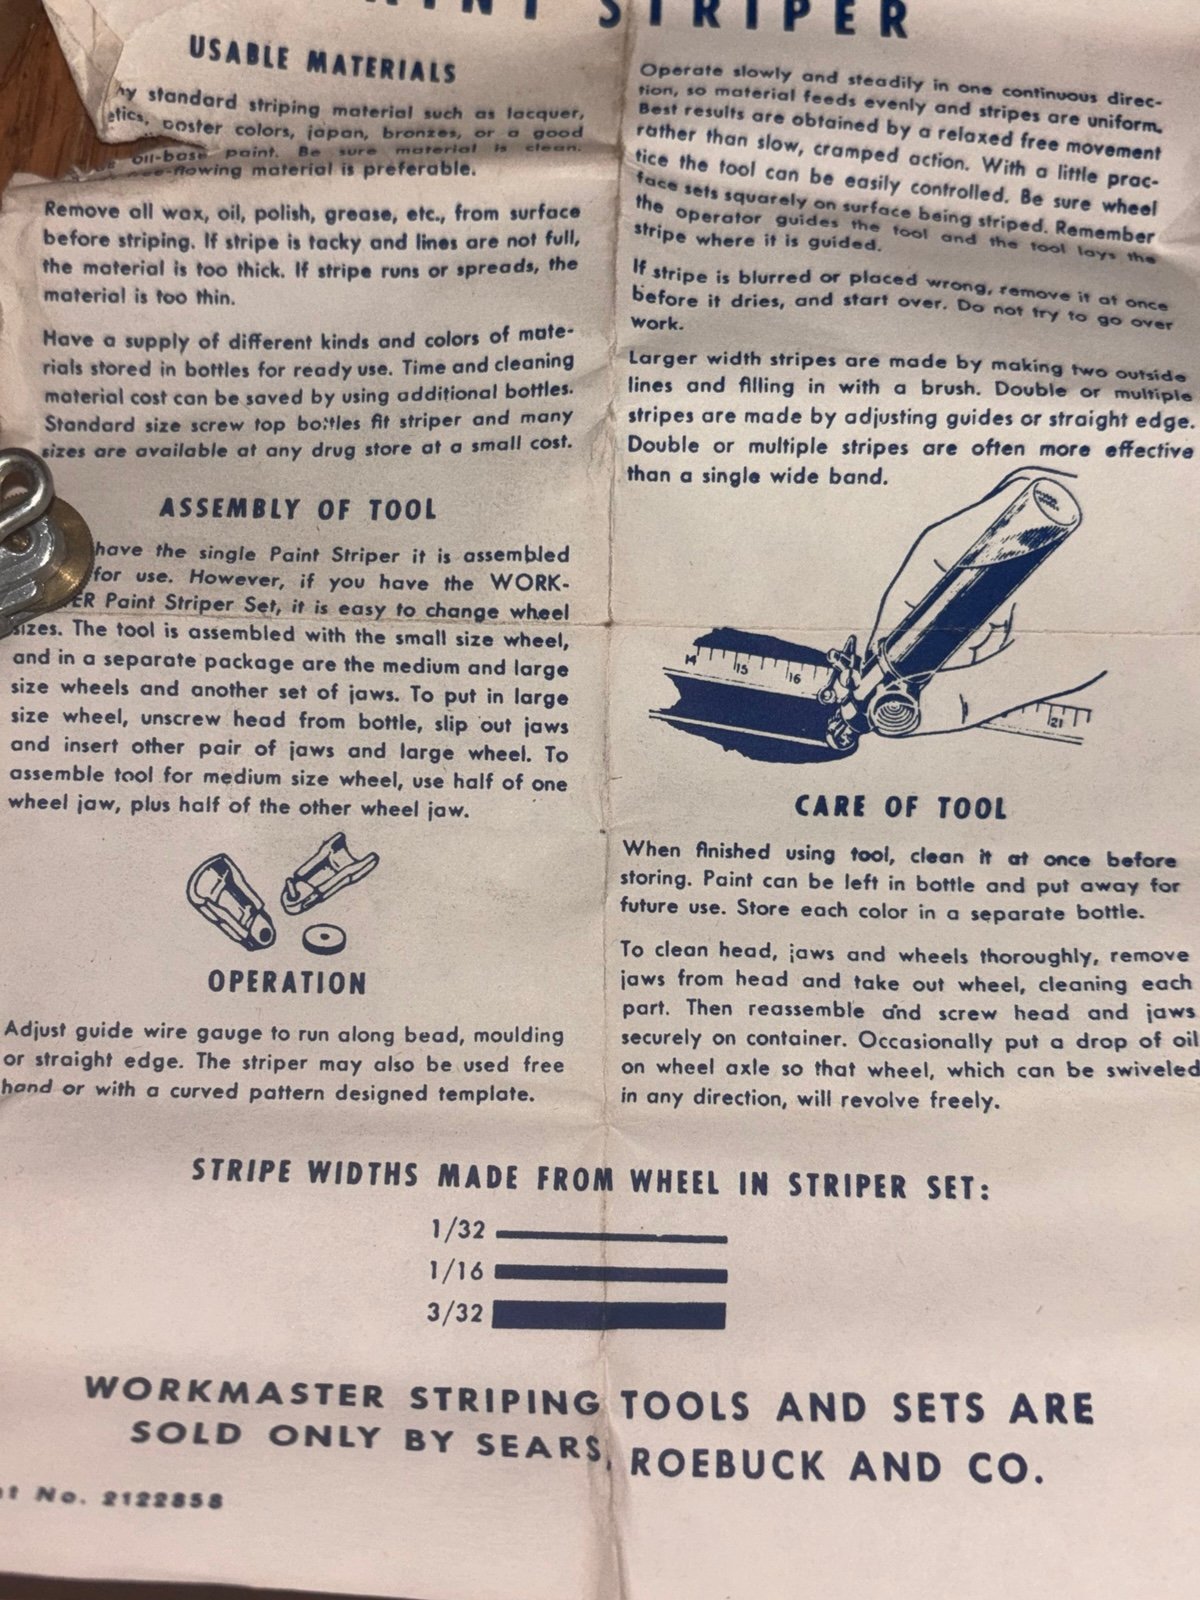 STRIPER
USABLE MATERIALS
standard striping material such as lacquer,
poster colors, japan, bronzes, or a good
oil-base paint. Be sure material is clean.
material is preferable.
Remove all wax, oil, polish, grease, etc., from surface
before striping. If stripe is tacky and lines are not full,
the material is too thick. If stripe runs or spreads, the
material is too thin.
Have a supply of different kinds and colors of mate-
rials stored in bottles for ready use. Time and cleaning
material cost can be saved by using additional bottles.
Standard size screw top bottles fit striper and many
sizes are available at any drug store at a small cost.
ASSEMBLY OF TOOL
have the single Paint Striper it is assembled
for use. However, if you have the WORK-
ER Paint Striper Set, it is easy to change wheel
sizes. The tool is assembled with the small size wheel,
and in a separate package are the medium and large
size wheels and another set of jaws. To put in large
size wheel, unscrew head from bottle, slip out jaws
and insert other pair of jaws and large wheel. To
assemble tool for medium size wheel, use half of one
wheel jaw, plus half of the other wheel jaw.
OPERATION
Adjust guide wire gauge to run along bead, moulding
or straight edge. The striper may also be used free
hand or with a curved pattern designed template.
Operate slowly and steadily in one continuous direc-
tion, so material feeds evenly and stripes are uniform.
Best results are obtained by a relaxed free movement
rather than slow, cramped action. With a little prac-
tice the tool can be easily controlled. Be sure wheel
face sets squarely on surface being striped. Remember
the operator guides the tool and the tool lays the
stripe where it is guided.
If stripe is blurred or placed wrong, remove it at once
before it dries, and start over. Do not try to go over
work.
Larger width stripes are made by making two outside
lines and filling in with a brush. Double or multiple
stripes are made by adjusting guides or straight edge.
Double or multiple stripes are often more effective
than a single wide band.
14 15 16
21
CARE OF TOOL
When finished using tool, clean it at once before
storing. Paint can be left in bottle and put away for
future use. Store each color in a separate bottle.
To clean head, jaws and wheels thoroughly, remove
jaws from head and take out wheel, cleaning each
part. Then reassemble and screw head and jaws
securely on container. Occasionally put a drop of oil
on wheel axle so that wheel, which can be swiveled
in any direction, will revolve freely.
STRIPE WIDTHS MADE FROM WHEEL IN STRIPER SET:
1/32
1/16
3/32
WORKMASTER STRIPING TOOLS AND SETS ARE
SOLD ONLY BY SEARS, ROEBUCK AND CO.
No. 2122858